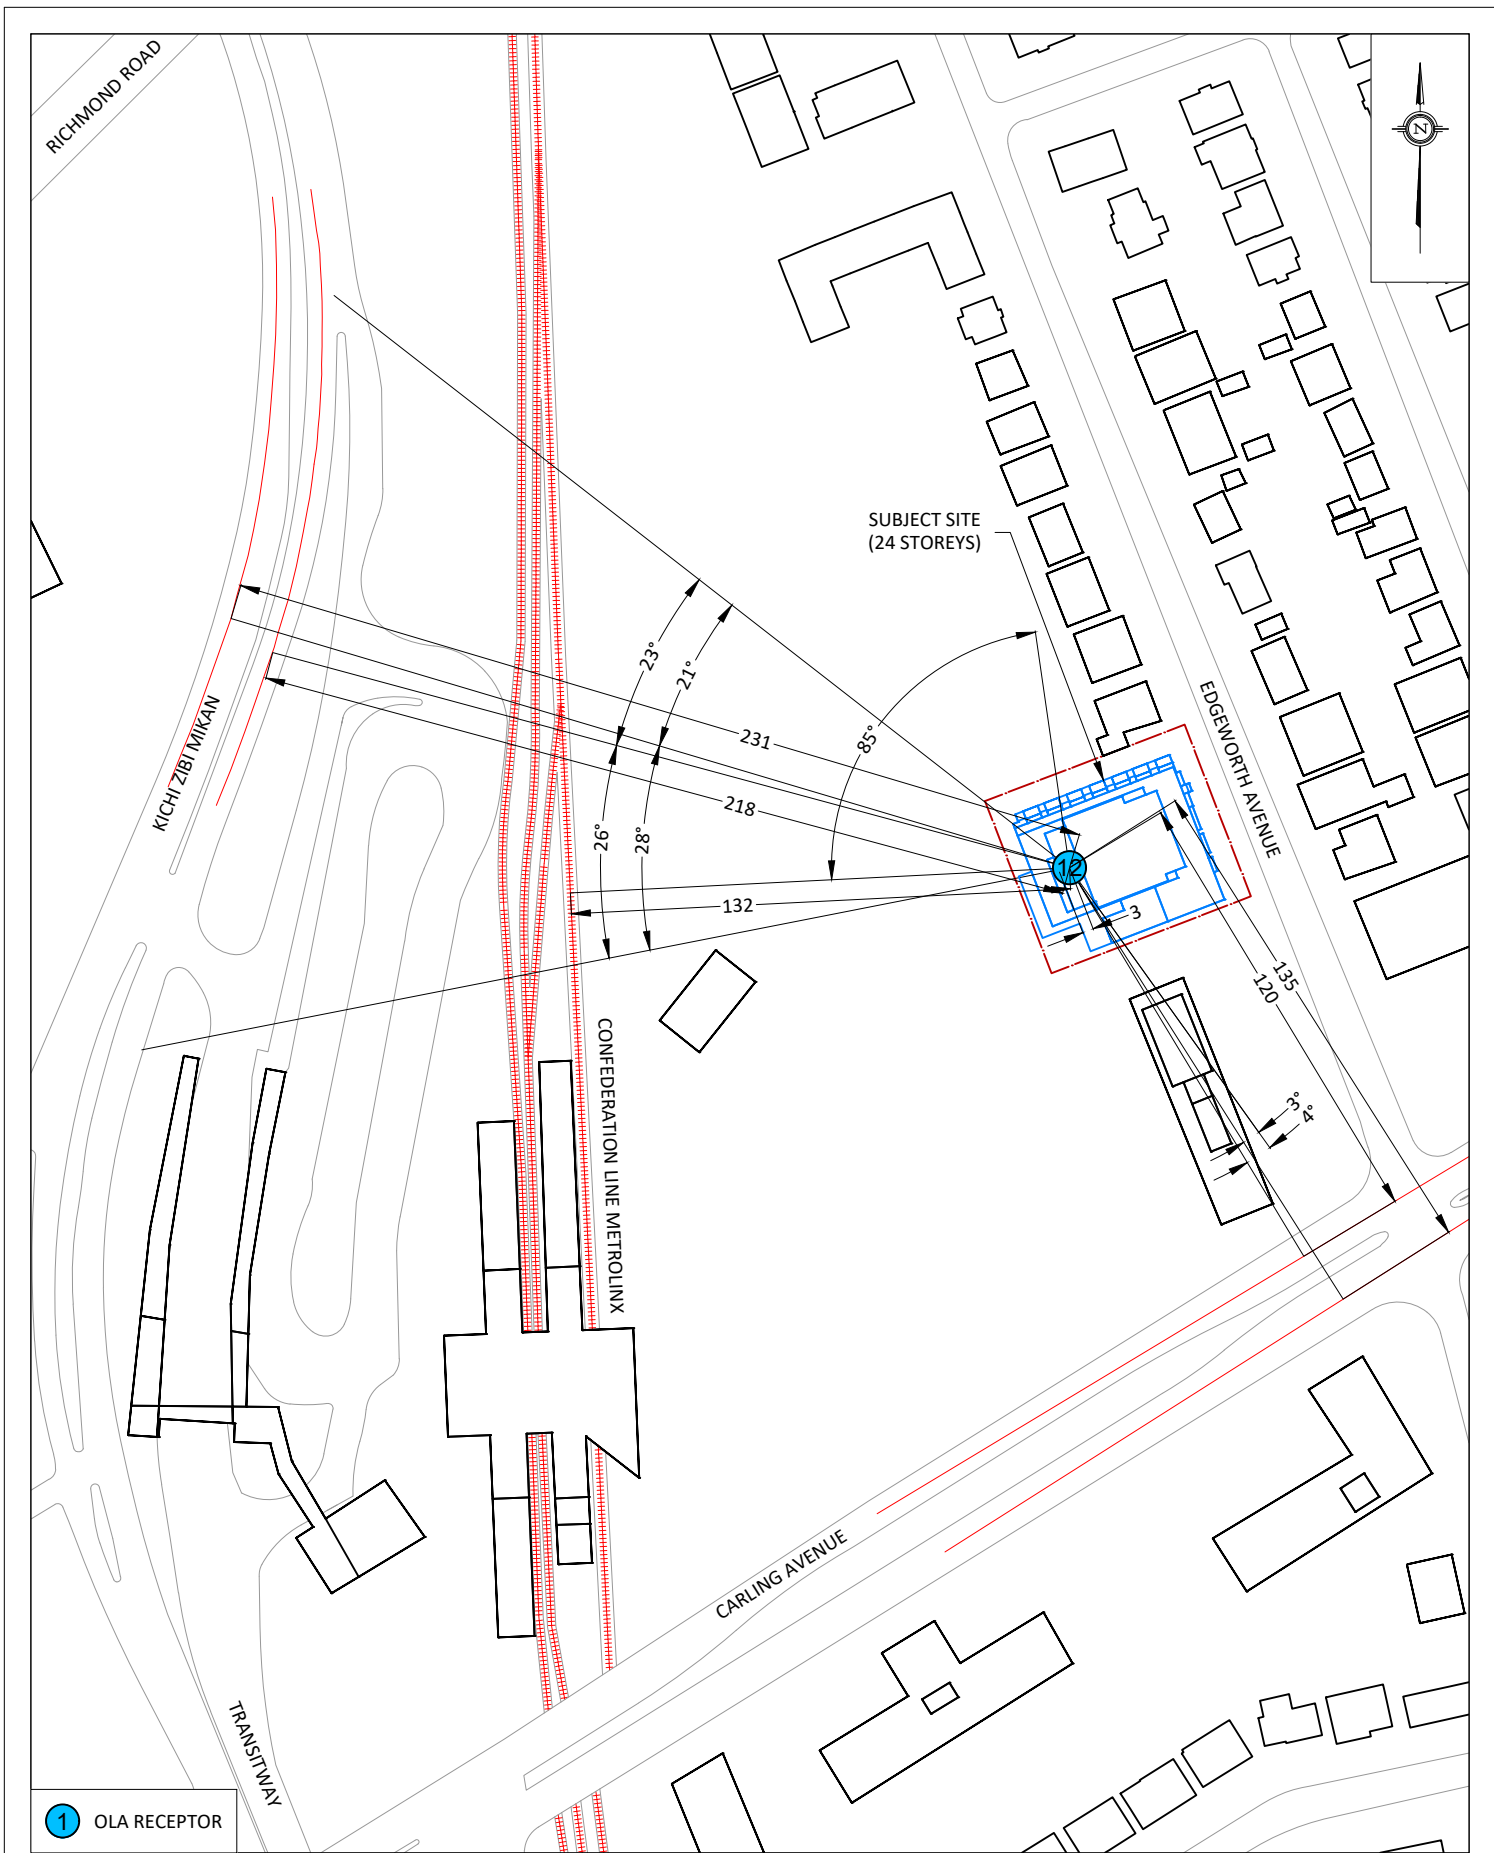 RICHMOND ROAD
N
SUBJECT SITE
(24 STOREYS)
23°
21°
85°
231
218
26°
28°
132
12
3
KICHI ZIBI MIKAN
EDGEWORTH AVENUE
135
120
3°
4°
CONFEDERATION LINE METROLINX
CARLING AVENUE
TRANSITWAY
1 OLA RECEPTOR